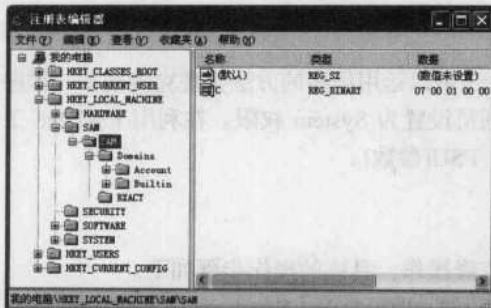 注册表编辑器
文件(F) 编辑(E) 查看(V) 收藏夹(A) 帮助(H)
我的电脑
HKEY_CLASSES_ROOT
HKEY_CURRENT_USER
HKEY_LOCAL_MACHINE
HARDWARE
SAM
SAM
Domains
Account
Builtin
RXACT
SECURITY
SOFTWARE
SYSTEM
HKEY_USERS
HKEY_CURRENT_CONFIG
名称 类型 数据
(默认) REG_SZ (数值未设置)
C REG_BINARY 07 00 01 00 00
我的电脑\HKEY_LOCAL_MACHINE\SAM\SAM